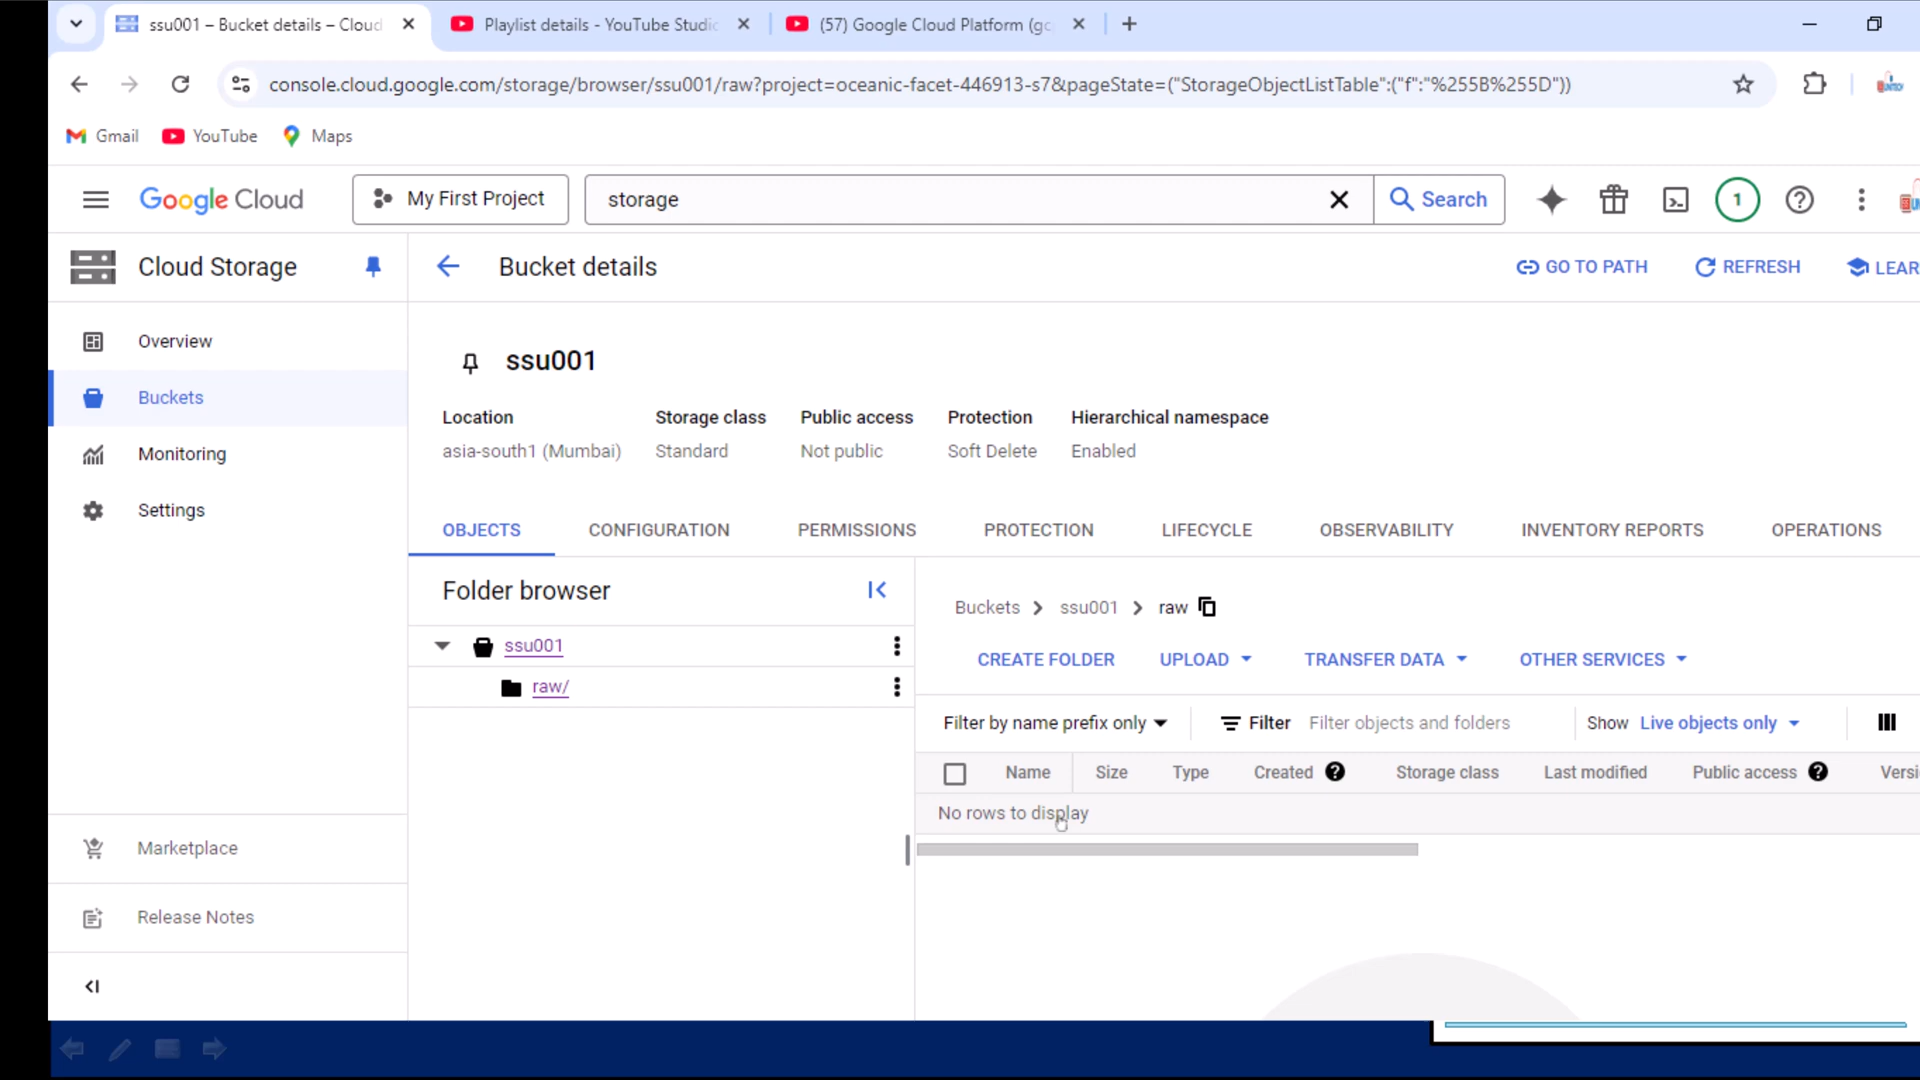 ssu001 – Bucket details – Cloud
Playlist details - YouTube Studio
(57) Google Cloud Platform (gc
console.cloud.google.com/storage/browser/ssu001/raw?project=oceanic-facet-446913-s7&pageState=("StorageObjectListTable":("f":"%255B%255D"))
Gmail YouTube Maps
Google Cloud
My First Project
storage
Search
1
Cloud Storage
Bucket details
GO TO PATH
REFRESH
LEAR
Overview
Buckets
Monitoring
Settings
Marketplace
Release Notes
ssu001
Location Storage class Public access Protection Hierarchical namespace
asia-south1 (Mumbai) Standard Not public Soft Delete Enabled
OBJECTS CONFIGURATION PERMISSIONS PROTECTION LIFECYCLE OBSERVABILITY INVENTORY REPORTS OPERATIONS
Folder browser
ssu001
raw/
Buckets > ssu001 > raw
CREATE FOLDER UPLOAD TRANSFER DATA OTHER SERVICES
Filter by name prefix only Filter Filter objects and folders Show Live objects only
Name Size Type Created Storage class Last modified Public access Versi
No rows to display